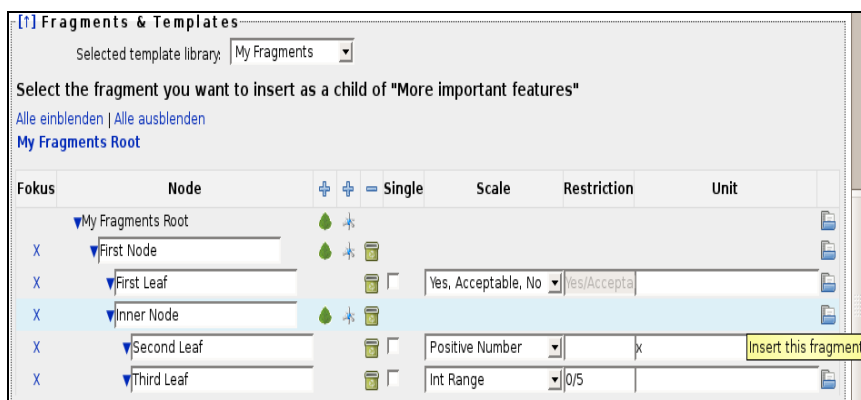 [↑] Fragments & Templates
Selected template library: My Fragments
Select the fragment you want to insert as a child of "More important features"
Alle einblenden | Alle ausblenden
My Fragments Root
Fokus Node Single Scale Restriction Unit
▼My Fragments Root
X ▼First Node
X ▼First Leaf Yes, Acceptable, No Yes/Accepta
X ▼Inner Node
X ▼Second Leaf Positive Number x Insert this fragment
X ▼Third Leaf Int Range 0/5